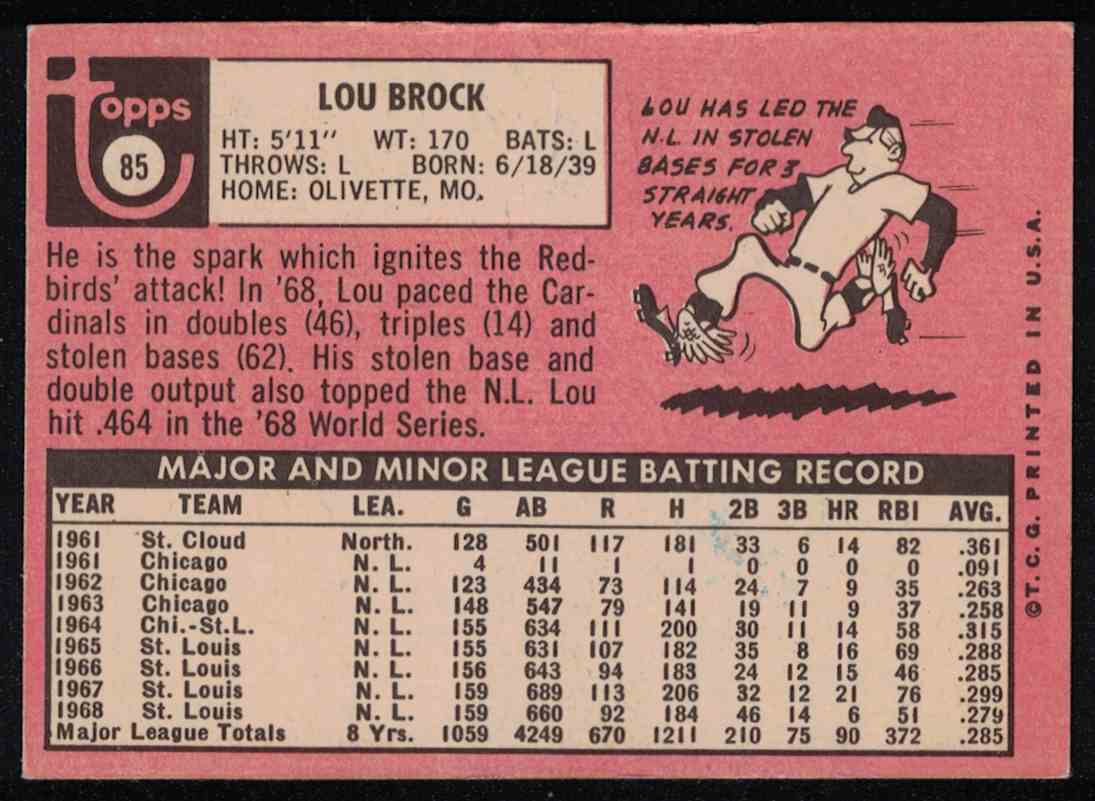 topps
85
LOU BROCK
HT: 5'11" WT: 170 BATS: L
THROWS: L BORN: 6/18/39
HOME: OLIVETTE, MO.
LOU HAS LED THE
N.L. IN STOLEN
BASES FOR 3
STRAIGHT
YEARS.
He is the spark which ignites the Red-
birds' attack! In '68, Lou paced the Car-
dinals in doubles (46), triples (14) and
stolen bases (62). His stolen base and
double output also topped the N.L. Lou
hit .464 in the '68 World Series.
MAJOR AND MINOR LEAGUE BATTING RECORD
YEAR TEAM LEA. G AB R H 2B 3B HR RBI AVG.
1961 St. Cloud North. 128 501 117 181 33 6 14 82 .361
1961 Chicago N. L. 4 11 1 1 0 0 0 0 .091
1962 Chicago N. L. 123 434 73 114 24 7 9 35 .263
1963 Chicago N. L. 148 547 79 141 19 11 9 37 .258
1964 Chi.-St.L. N. L. 155 634 111 200 30 11 14 58 .315
1965 St. Louis N. L. 155 631 107 182 35 8 16 69 .288
1966 St. Louis N. L. 156 643 94 183 24 12 15 46 .285
1967 St. Louis N. L. 159 689 113 206 32 12 21 76 .299
1968 St. Louis N. L. 159 660 92 184 46 14 6 51 .279
Major League Totals 8 Yrs. 1059 4249 670 1211 210 75 90 372 .285
©T.C.G. PRINTED IN U.S.A.